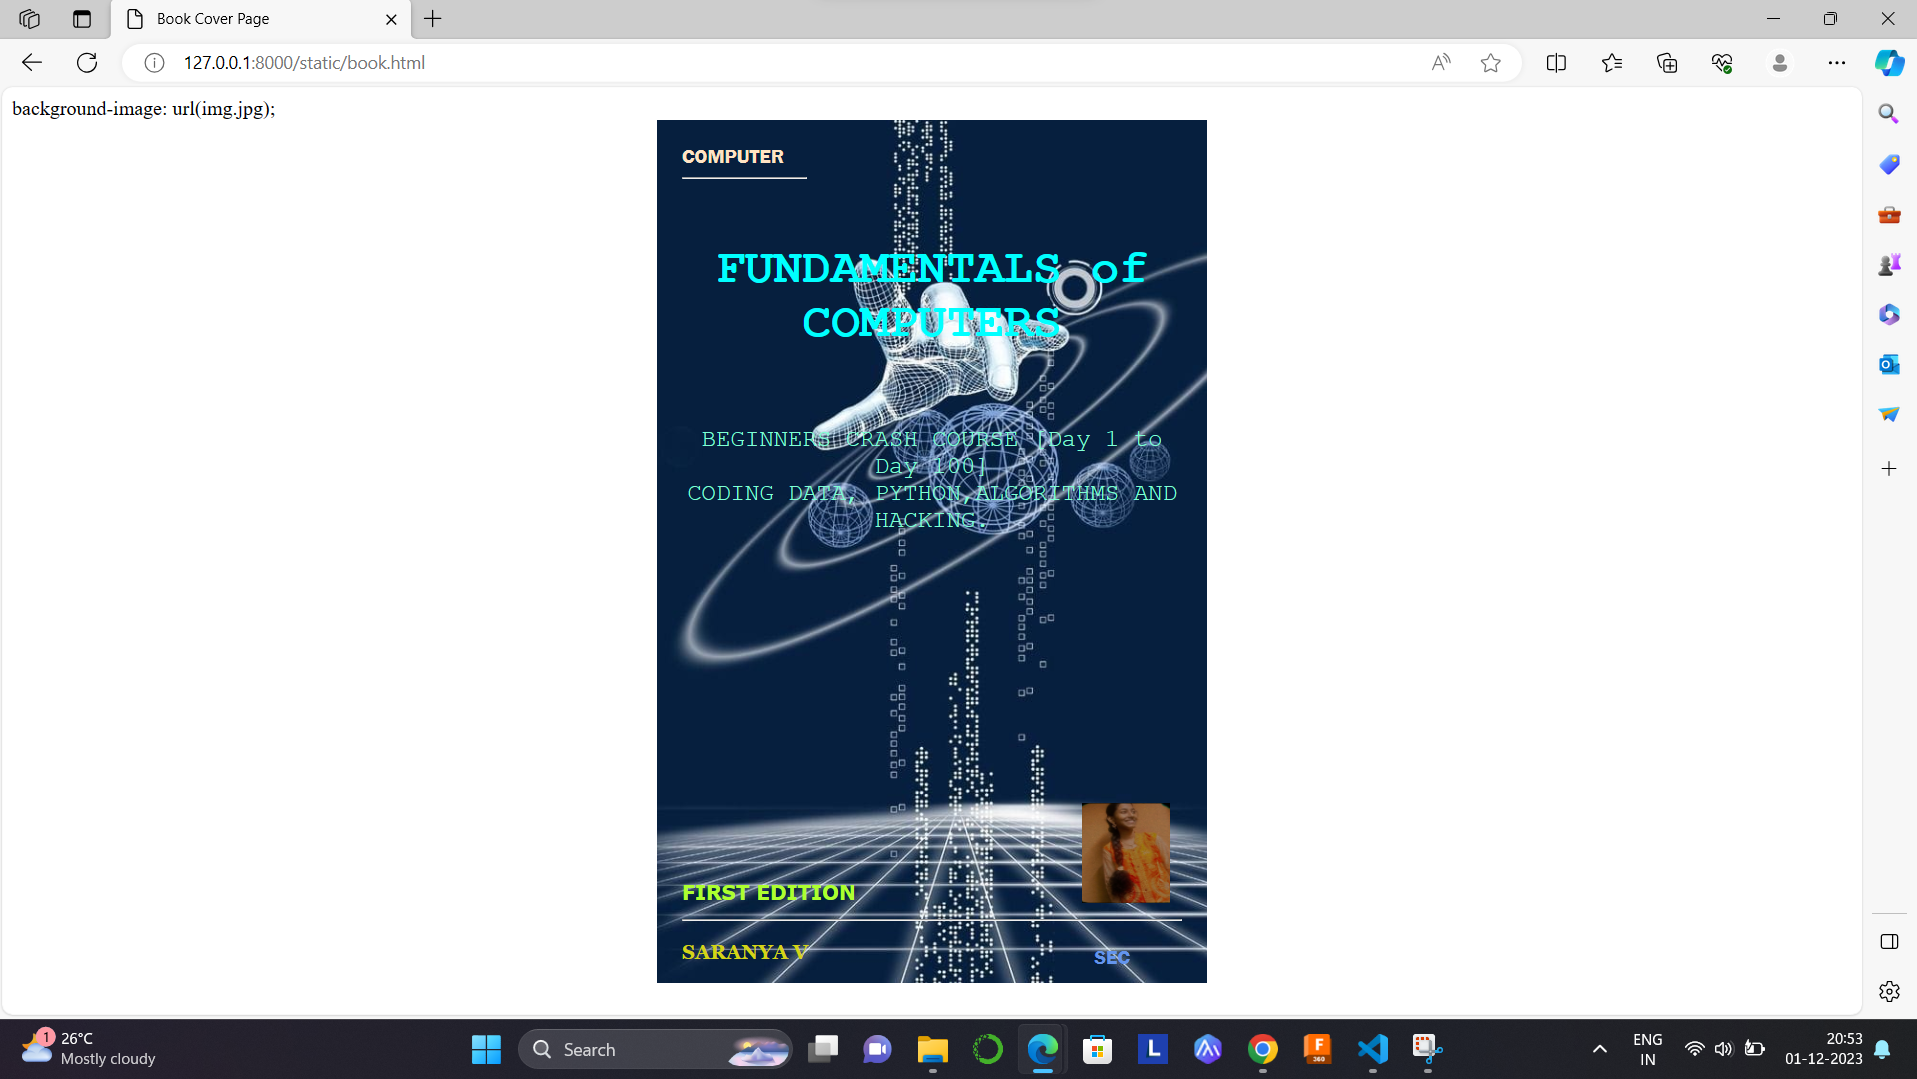 Book Cover Page
127.0.0.1:8000/static/book.html
background-image: url(img.jpg);
COMPUTER
FUNDAMENTALS of
COMPUTERS
BEGINNERS CRASH COURSE [Day 1 to
Day 100]
CODING DATA, PYTHON,ALGORITHMS AND
HACKING.
FIRST EDITION
SARANYA V
SEC
1
26°C
Mostly cloudy
Search
L
F
360
ENG
IN
20:53
01-12-2023